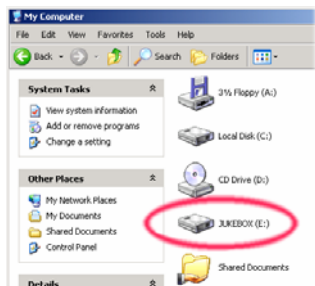 My Computer
File Edit View Favorites Tools Help
Back Search Folders
System Tasks
View system information
Add or remove programs
Change a setting
Other Places
My Network Places
My Documents
Shared Documents
Control Panel
Details
3½ Floppy (A:)
Local Disk (C:)
CD Drive (D:)
JUKEBOX (E:)
Shared Documents